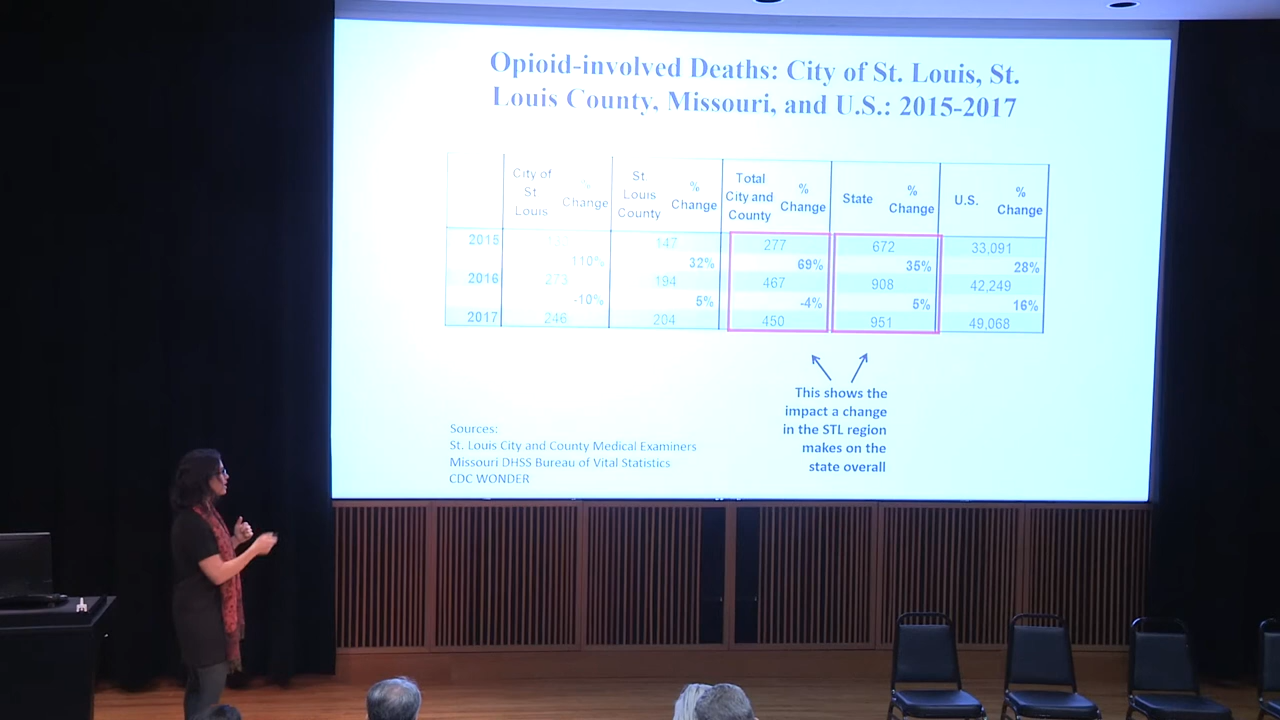 Opioid-involved Deaths: City of St. Louis, St.
Louis County, Missouri, and U.S.: 2015-2017
City of St Louis % Change St. Louis County % Change Total City and County % Change State % Change U.S. % Change
2015 147 277 672 33,091
110% 32% 69% 35% 28%
2016 273 194 467 908 42,249
-10% 5% -4% 5% 16%
2017 246 204 450 951 49,068
This shows the
impact a change
in the STL region
makes on the
state overall
Sources:
St. Louis City and County Medical Examiners
Missouri DHSS Bureau of Vital Statistics
CDC WONDER